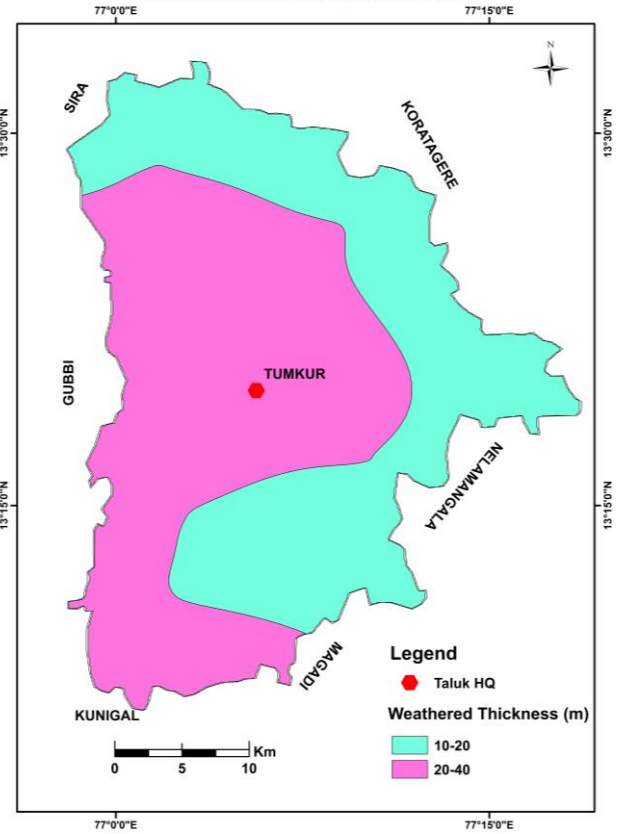 77°0'0"E
77°15'0"E
N
SIRA
KORATAGERE
13°30'0"N
13°30'0"N
GUBBI
TUMKUR
NELAMANGALA
13°15'0"N
13°15'0"N
MAGADI
KUNIGAL
Legend
Taluk HQ
Weathered Thickness (m)
10-20
20-40
Km
0 5 10
77°0'0"E
77°15'0"E